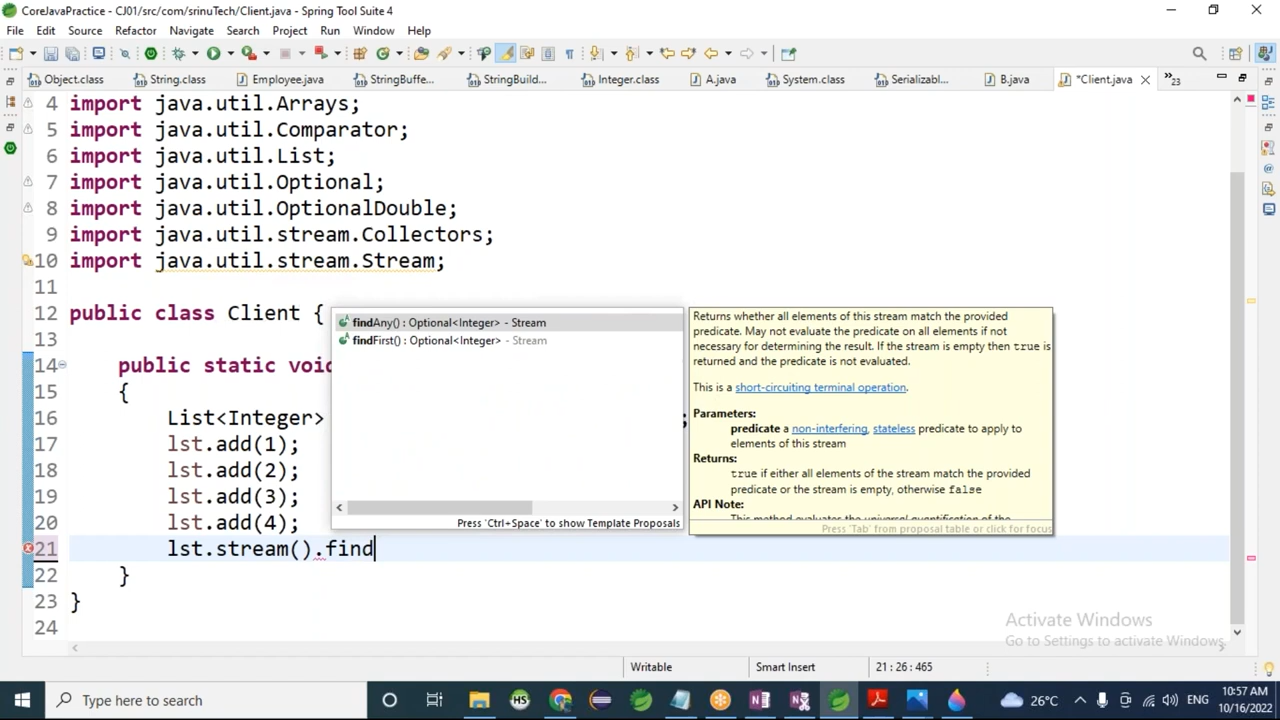 CoreJavaPractice - CJ01/src/com/srinuTech/Client.java - Spring Tool Suite 4
File Edit Source Refactor Navigate Search Project Run Window Help
Object.class String.class Employee.java StringBuffe... StringBuild... Integer.class A.java System.class Serializabl... B.java *Client.java »23
4 import java.util.Arrays;
5 import java.util.Comparator;
6 import java.util.List;
7 import java.util.Optional;
8 import java.util.OptionalDouble;
9 import java.util.stream.Collectors;
10 import java.util.stream.Stream;
11
12 public class Client {
13
14 public static void
15 {
16 List<Integer> ;
17 lst.add(1);
18 lst.add(2);
19 lst.add(3);
20 lst.add(4);
21 lst.stream().find
22 }
23 }
24
findAny() : Optional<Integer> - Stream
findFirst() : Optional<Integer> - Stream
Press 'Ctrl+Space' to show Template Proposals
Returns whether all elements of this stream match the provided
predicate. May not evaluate the predicate on all elements if not
necessary for determining the result. If the stream is empty then true is
returned and the predicate is not evaluated.
This is a short-circuiting terminal operation.
Parameters:
predicate a non-interfering, stateless predicate to apply to
elements of this stream
Returns:
true if either all elements of the stream match the provided
predicate or the stream is empty, otherwise false
API Note:
This method evaluates the universal quantification of the
Press 'Tab' from proposal table or click for focus
Activate Windows
Go to Settings to activate Windows.
Writable Smart Insert 21 : 26 : 465
Type here to search
HS
26°C ENG
10:57 AM
10/16/2022